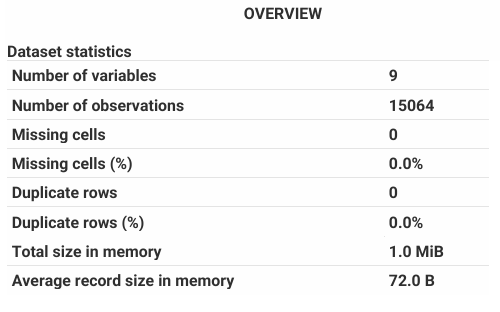 OVERVIEW
Dataset statistics
Number of variables 9
Number of observations 15064
Missing cells 0
Missing cells (%) 0.0%
Duplicate rows 0
Duplicate rows (%) 0.0%
Total size in memory 1.0 MiB
Average record size in memory 72.0 B